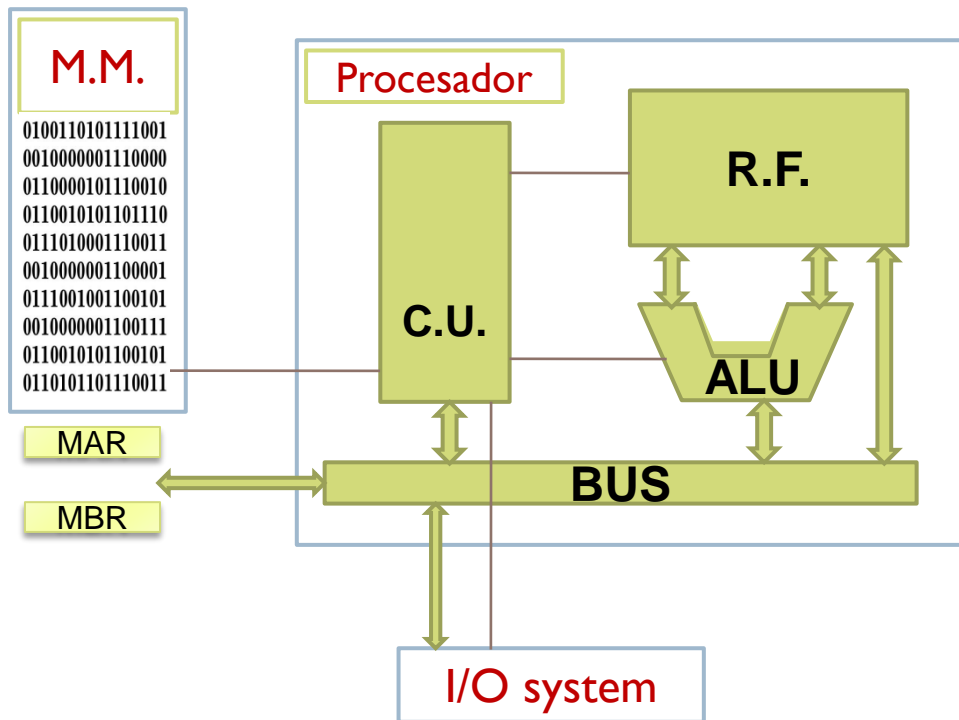 M.M.
0100110101111001
0010000001110000
0110000101110010
0110010101101110
0111010001110011
0010000001100001
0111001001100101
0010000001100111
0110010101100101
0110101101110011
MAR
MBR
Procesador
C.U.
R.F.
ALU
BUS
I/O system